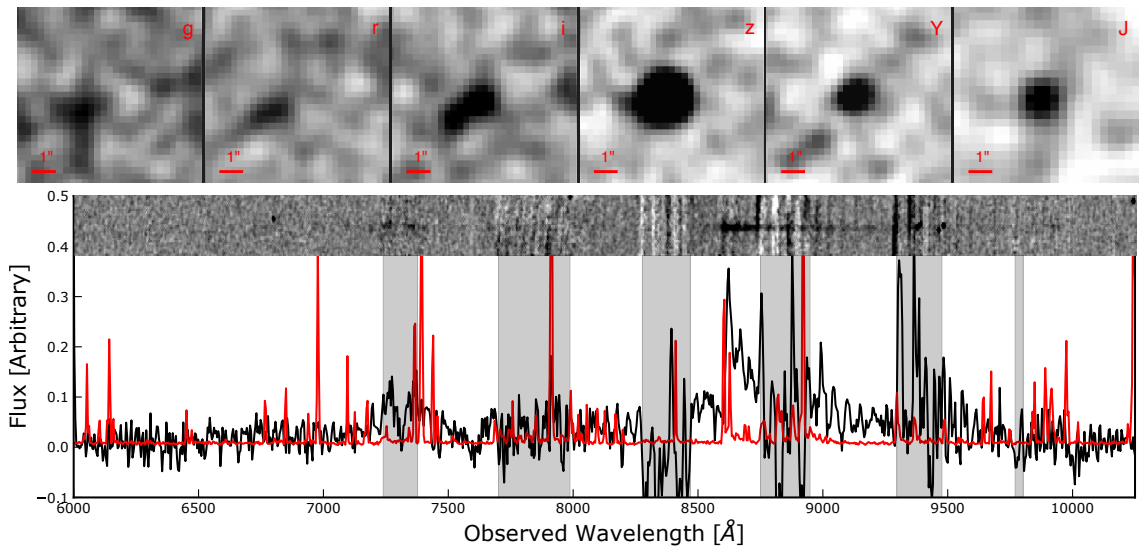 g r i z Y J
1" 1" 1" 1" 1" 1"
0.5
0.4
0.3
0.2
0.1
0.0
−0.1
Flux [Arbitrary]
6000 6500 7000 7500 8000 8500 9000 9500 10000
Observed Wavelength [Å]